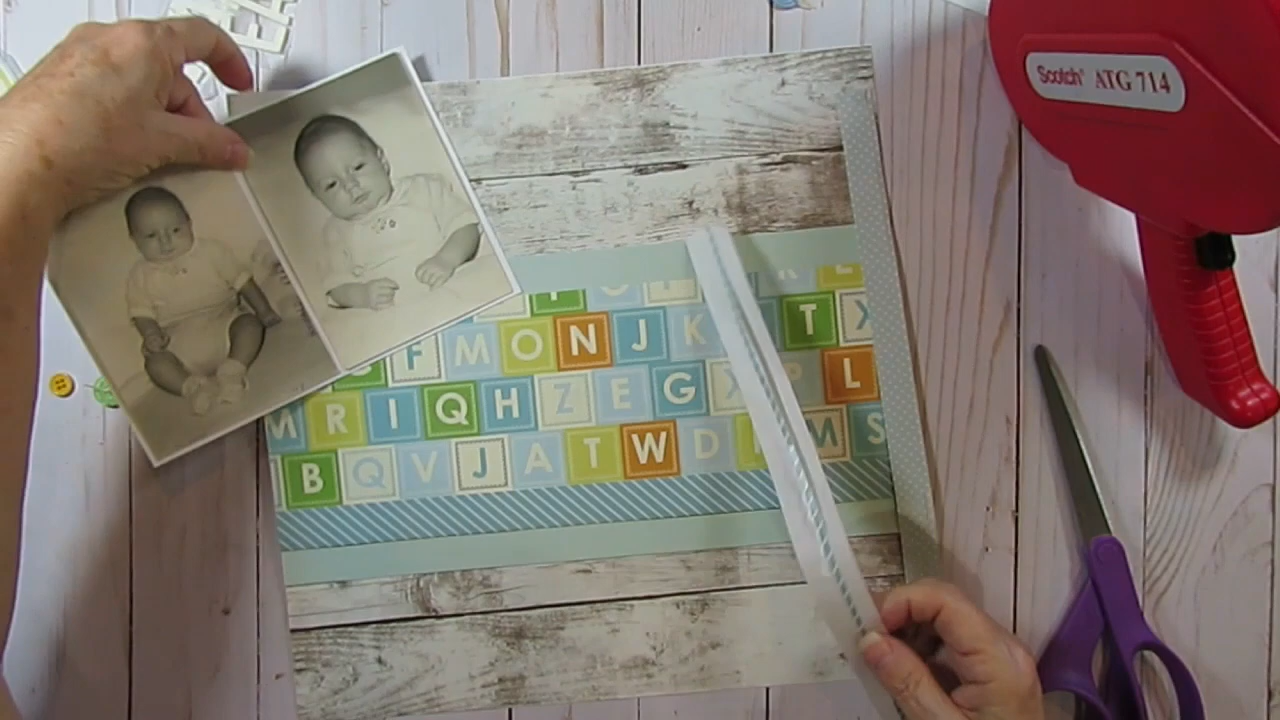 Scotch® ATG 714
T X
F M O N J K
M R I Q H Z E G X P L
B Q V J A T W D M S